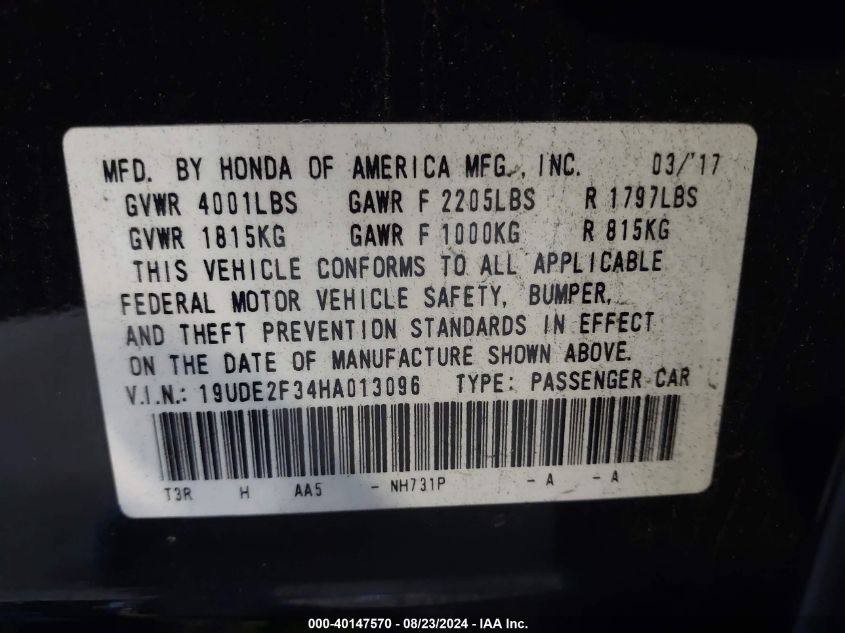 MFD. BY HONDA OF AMERICA MFG., INC. 03/'17
GVWR 4001LBS GAWR F 2205LBS R 1797LBS
GVWR 1815KG GAWR F 1000KG R 815KG
THIS VEHICLE CONFORMS TO ALL APPLICABLE
FEDERAL MOTOR VEHICLE SAFETY, BUMPER,
AND THEFT PREVENTION STANDARDS IN EFFECT
ON THE DATE OF MANUFACTURE SHOWN ABOVE.
V.I.N.: 19UDE2F34HA013096 TYPE: PASSENGER CAR
T3R H AA5 - NH731P - A - A
000-40147570 | 08/23/2024 - IAA Inc.